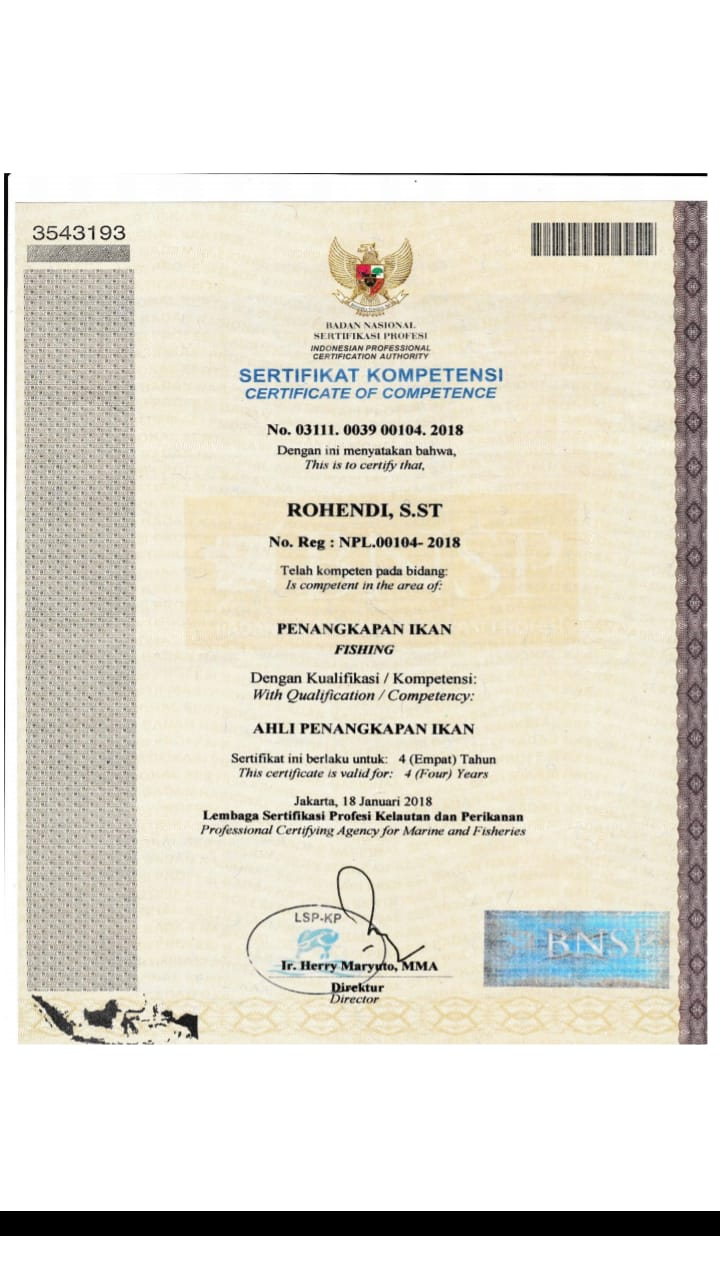 3543193
BADAN NASIONAL
SERTIFIKASI PROFESI
INDONESIAN PROFESSIONAL
CERTIFICATION AUTHORITY
SERTIFIKAT KOMPETENSI
CERTIFICATE OF COMPETENCE
No. 03111. 0039 00104. 2018
Dengan ini menyatakan bahwa,
This is to certify that,
ROHENDI, S.ST
No. Reg : NPL.00104- 2018
Telah kompeten pada bidang:
Is competent in the area of:
PENANGKAPAN IKAN
FISHING
Dengan Kualifikasi / Kompetensi:
With Qualification / Competency:
AHLI PENANGKAPAN IKAN
Sertifikat ini berlaku untuk: 4 (Empat) Tahun
This certificate is valid for: 4 (Four) Years
Jakarta, 18 Januari 2018
Lembaga Sertifikasi Profesi Kelautan dan Perikanan
Professional Certifying Agency for Marine and Fisheries
LSP-KP
BNSP
Ir. Herry Maryuto, MMA
Direktur
Director